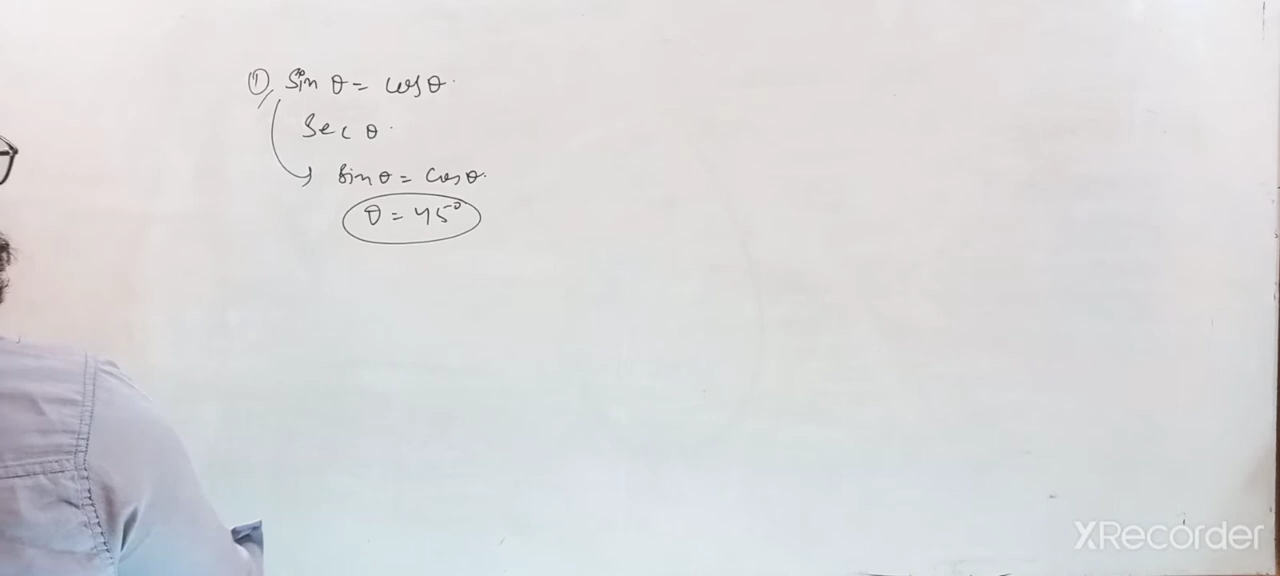 ① Sin θ = cos θ.
Sec θ.
Sin θ = Cos θ.
θ = 45°
XRecorder